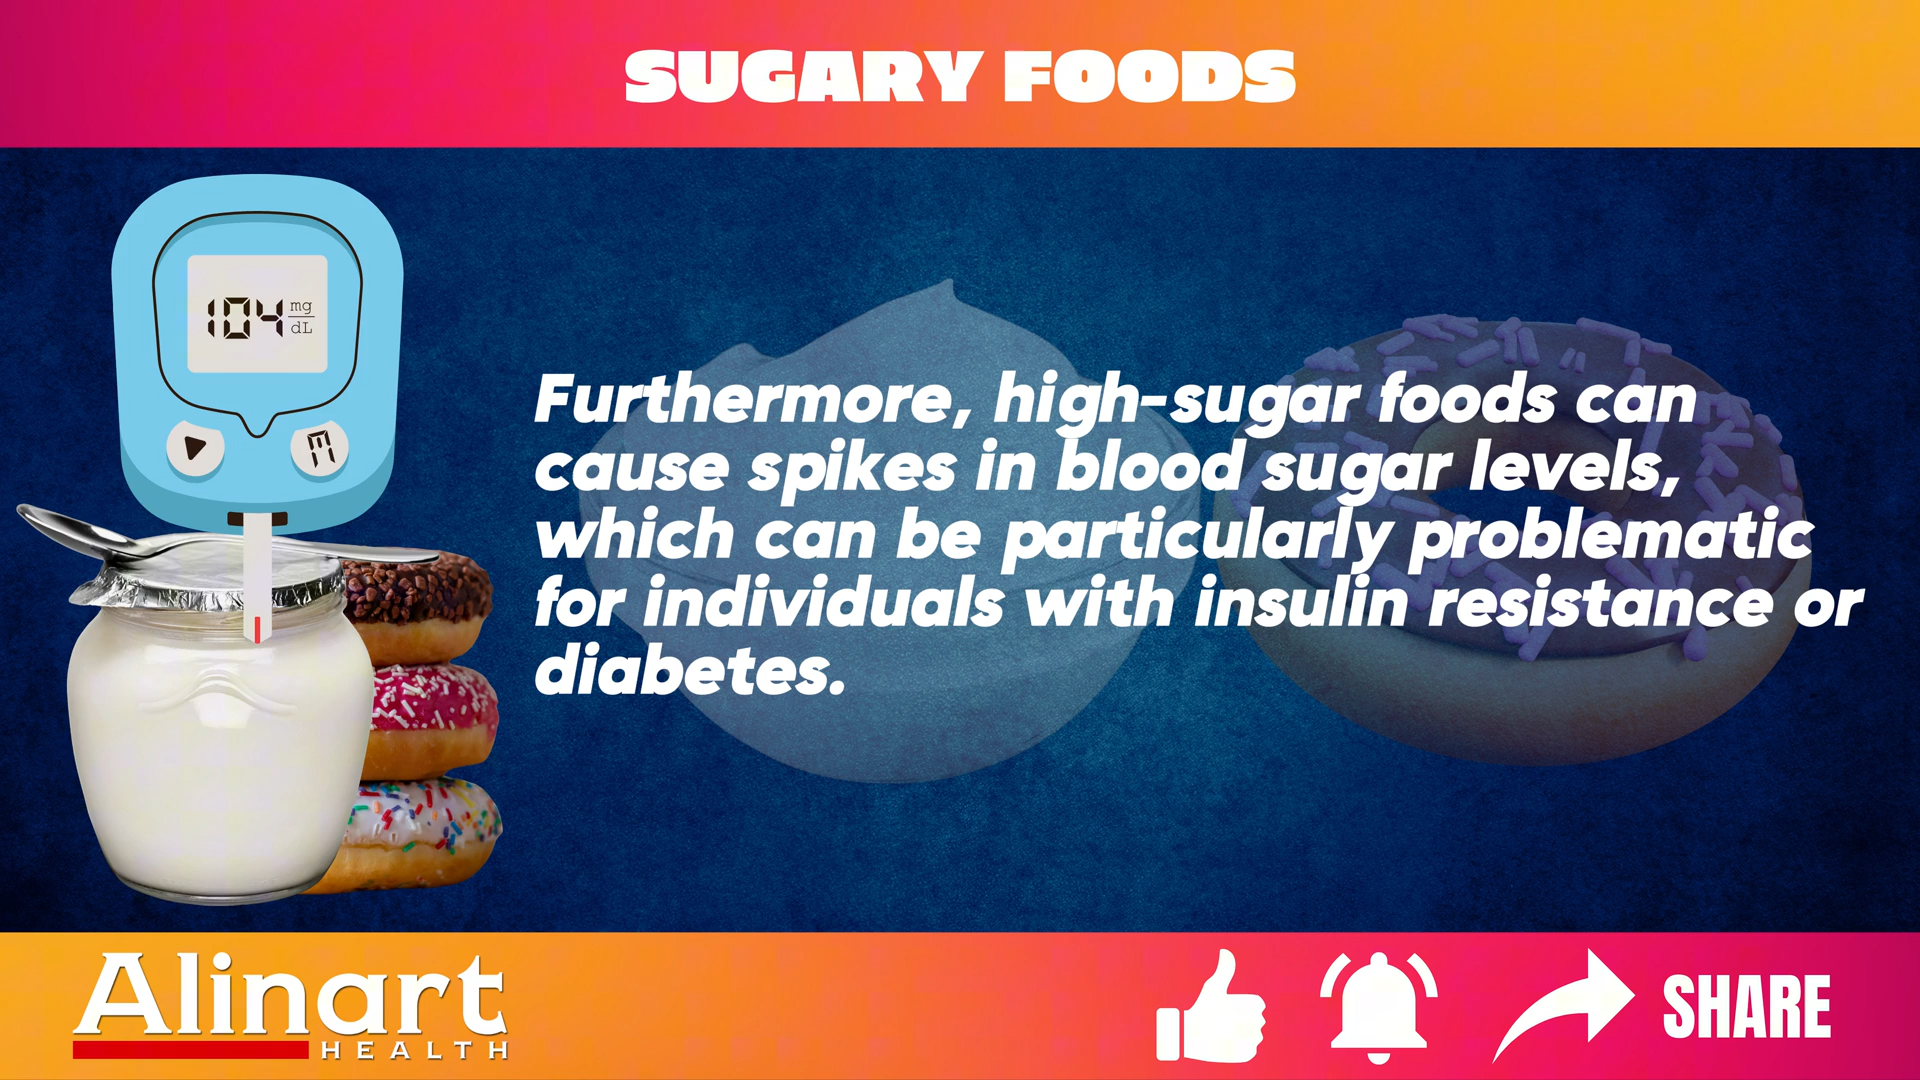 SUGARY FOODS
104 mg/dL
M
Furthermore, high-sugar foods can
cause spikes in blood sugar levels,
which can be particularly problematic
for individuals with insulin resistance or
diabetes.
Alinart
HEALTH
SHARE